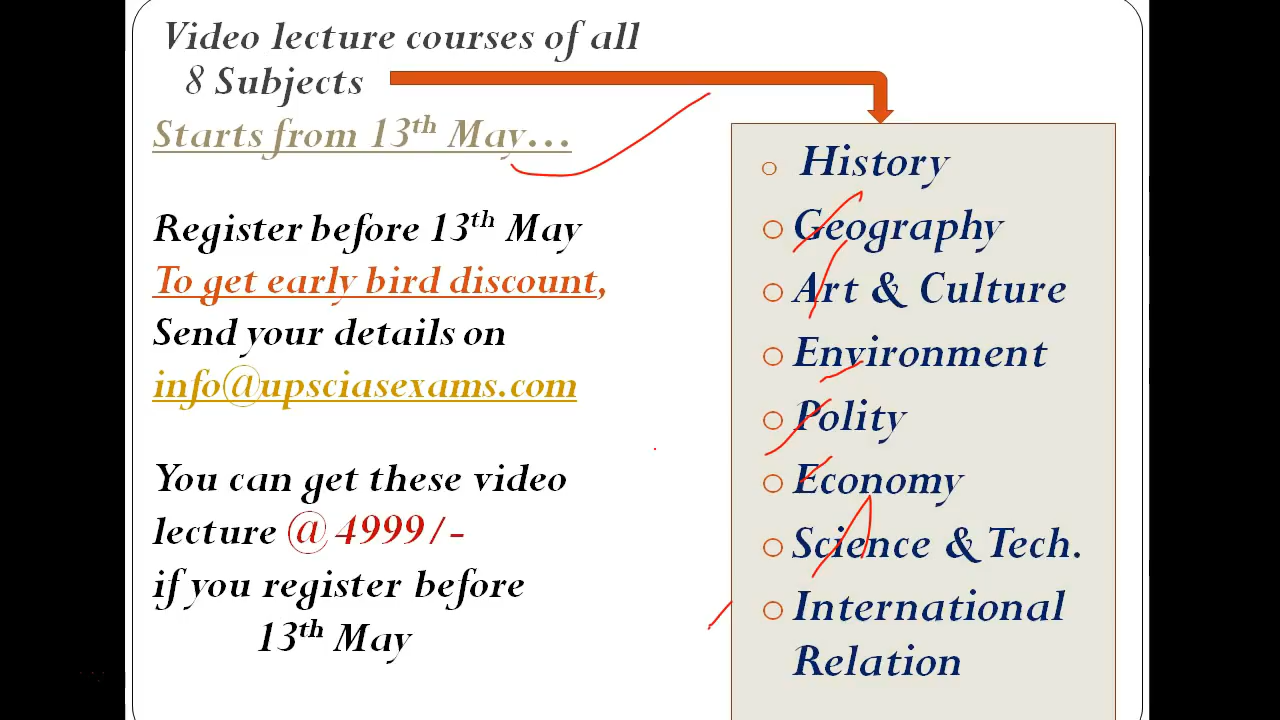 Video lecture courses of all
8 Subjects
Starts from 13th May...
Register before 13th May
To get early bird discount,
Send your details on
info@upsciasexams.com
You can get these video
lecture @ 4999/-
if you register before
13th May
History
Geography
Art & Culture
Environment
Polity
Economy
Science & Tech.
International
Relation